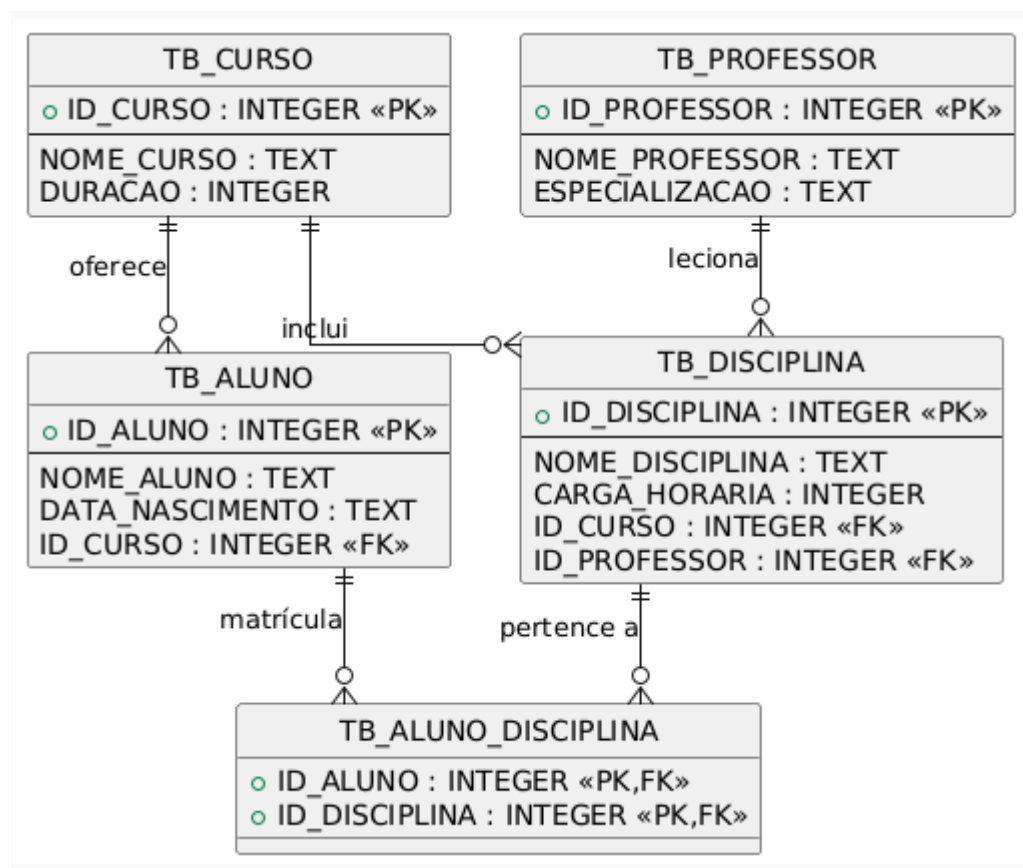 TB_CURSO
ID_CURSO : INTEGER «PK»
NOME_CURSO : TEXT
DURACAO : INTEGER
TB_PROFESSOR
ID_PROFESSOR : INTEGER «PK»
NOME_PROFESSOR : TEXT
ESPECIALIZACAO : TEXT
oferece
inclui
leciona
TB_ALUNO
ID_ALUNO : INTEGER «PK»
NOME_ALUNO : TEXT
DATA_NASCIMENTO : TEXT
ID_CURSO : INTEGER «FK»
TB_DISCIPLINA
ID_DISCIPLINA : INTEGER «PK»
NOME_DISCIPLINA : TEXT
CARGA_HORARIA : INTEGER
ID_CURSO : INTEGER «FK»
ID_PROFESSOR : INTEGER «FK»
matrícula
pertence a
TB_ALUNO_DISCIPLINA
ID_ALUNO : INTEGER «PK,FK»
ID_DISCIPLINA : INTEGER «PK,FK»